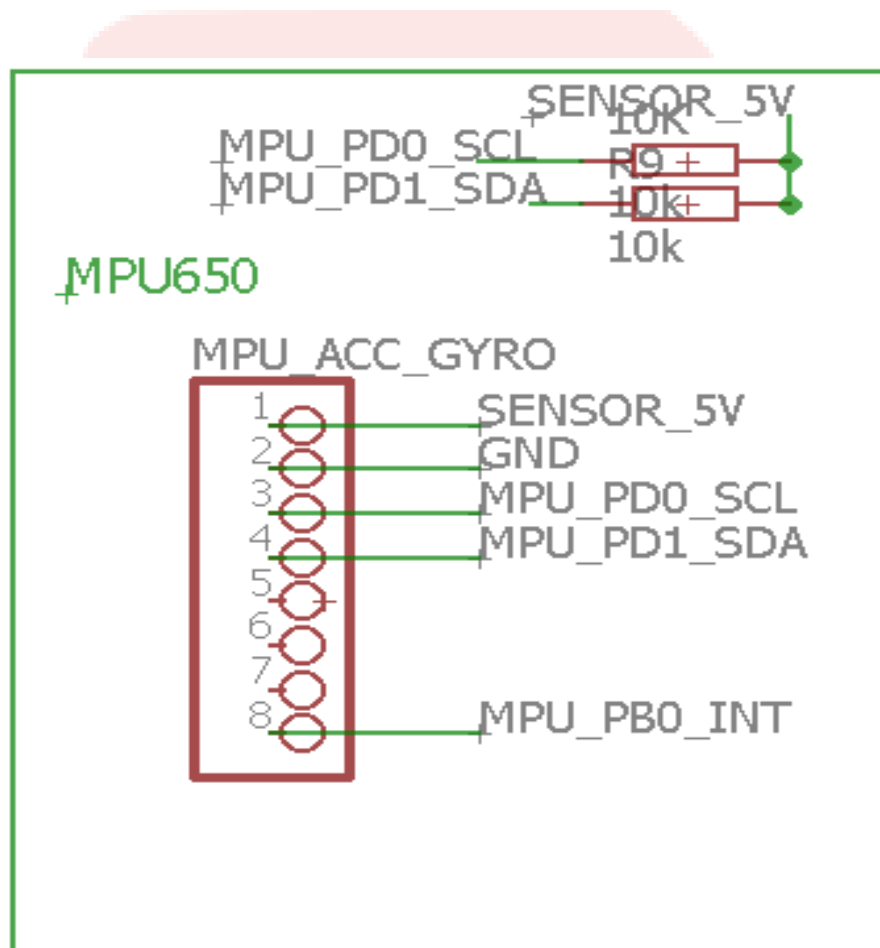 SENSOR_5V
10K
MPU_PD0_SCL
R9
MPU_PD1_SDA
10k
10k
MPU650
MPU_ACC_GYRO
1 SENSOR_5V
2 GND
3 MPU_PD0_SCL
4 MPU_PD1_SDA
5
6
7
8 MPU_PB0_INT